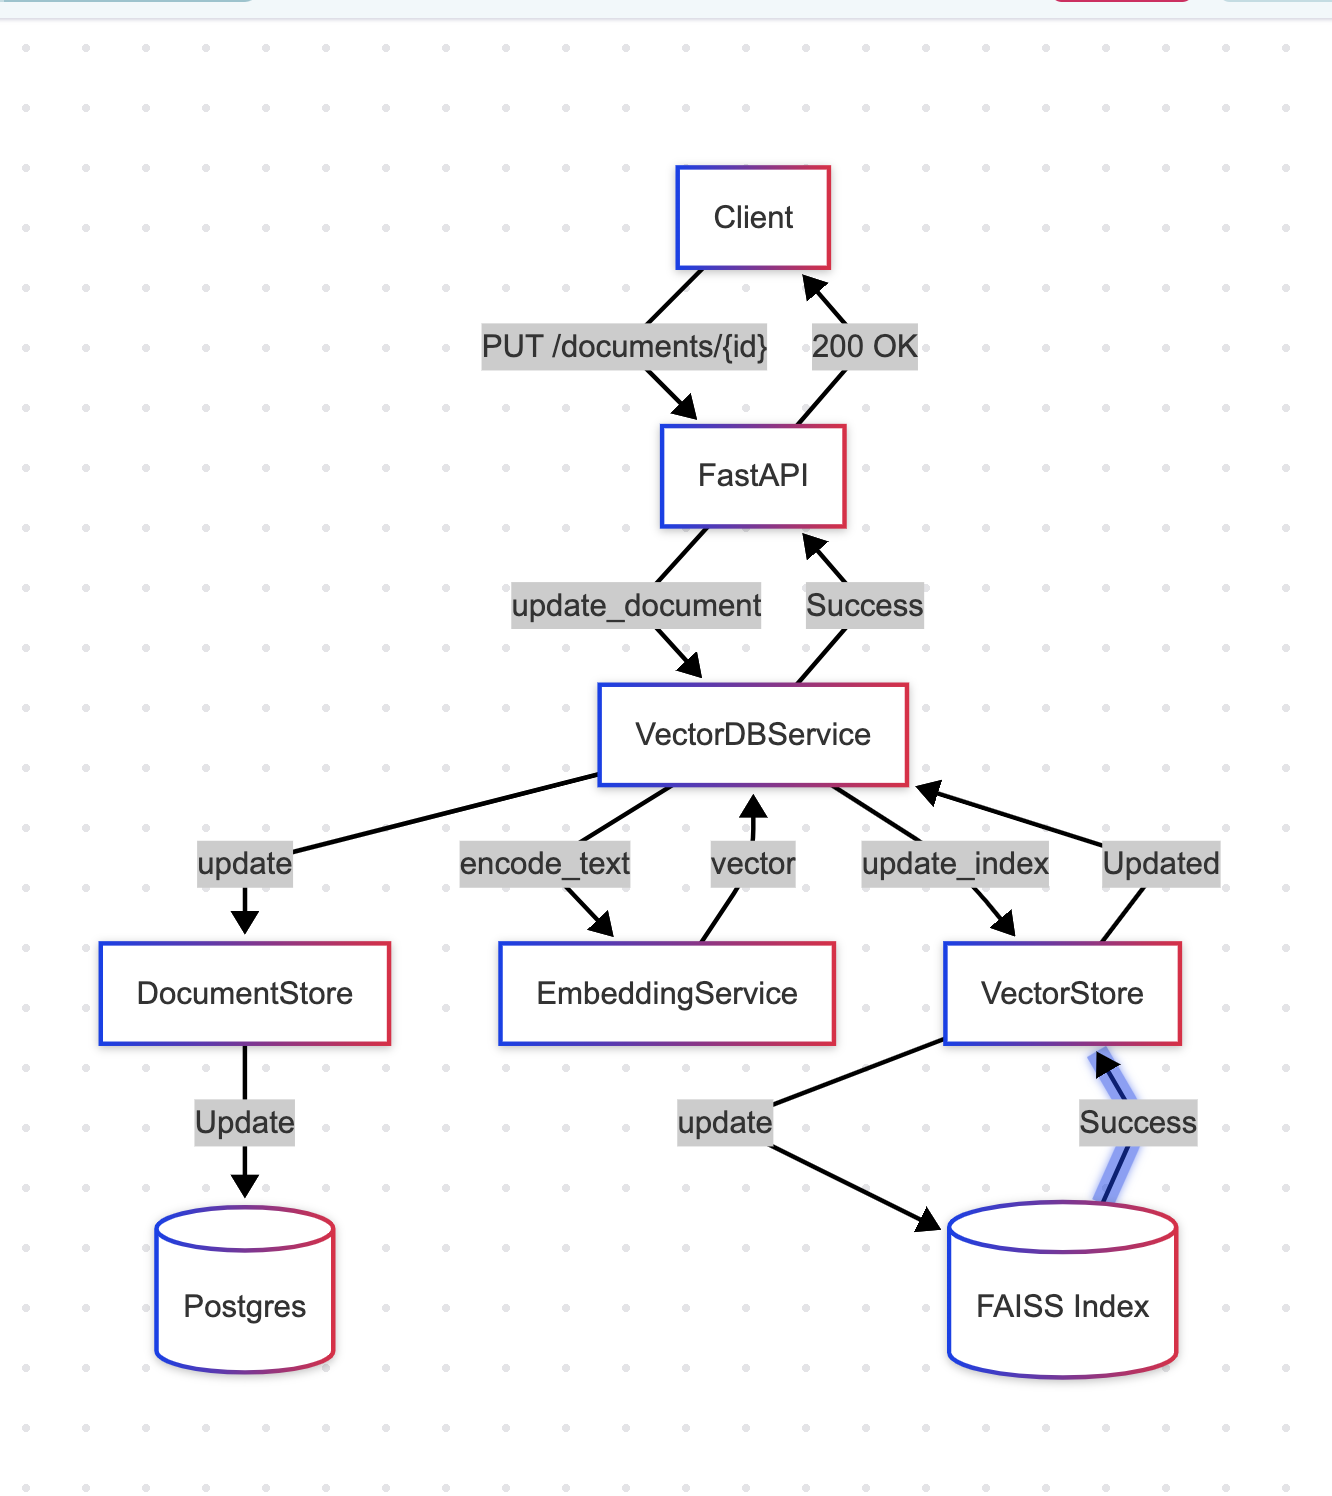 Client
PUT /documents/{id}
200 OK
FastAPI
update_document
Success
VectorDBService
update
encode_text
vector
update_index
Updated
DocumentStore
EmbeddingService
VectorStore
Update
update
Success
Postgres
FAISS Index